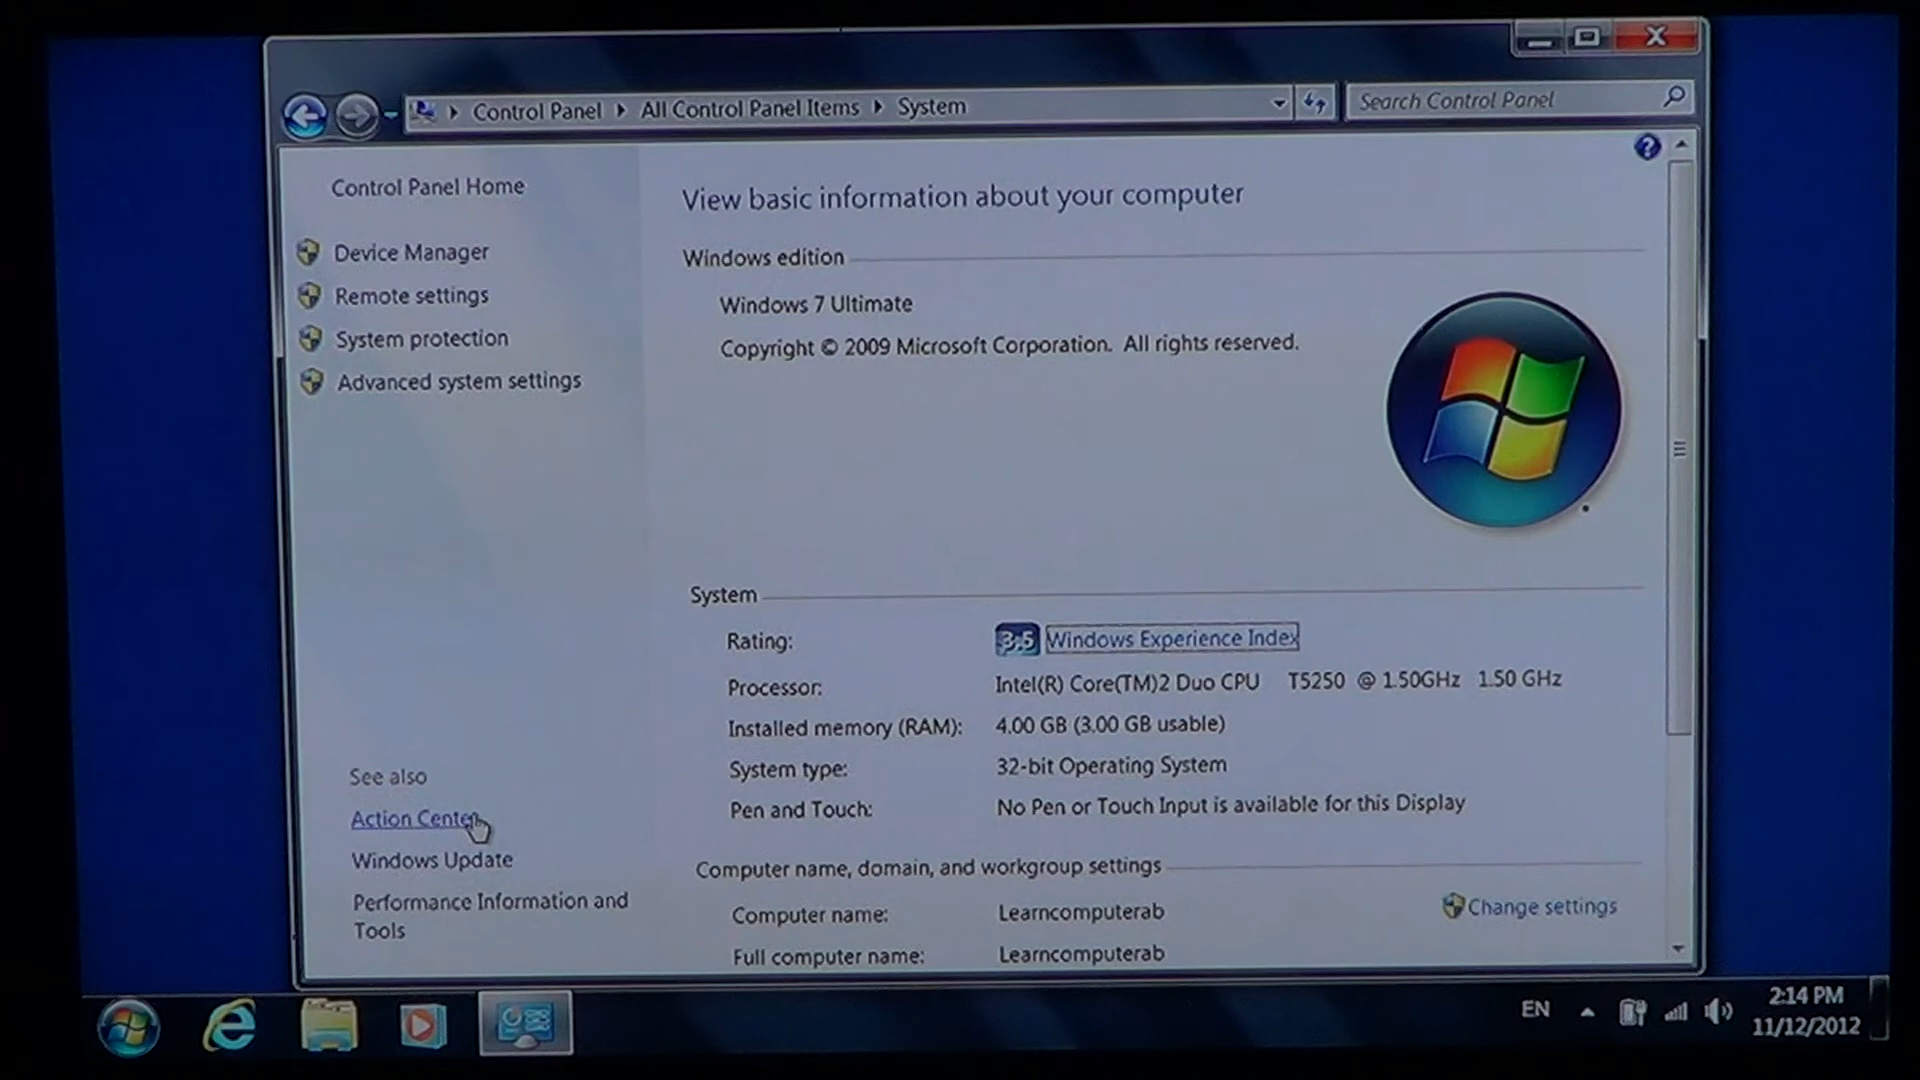 Control Panel ▸ All Control Panel Items ▸ System
Search Control Panel
Control Panel Home
Device Manager
Remote settings
System protection
Advanced system settings
See also
Action Center
Windows Update
Performance Information and
Tools
View basic information about your computer
Windows edition
Windows 7 Ultimate
Copyright © 2009 Microsoft Corporation. All rights reserved.
System
Rating: 3.5 Windows Experience Index
Processor: Intel(R) Core(TM)2 Duo CPU T5250 @ 1.50GHz 1.50 GHz
Installed memory (RAM): 4.00 GB (3.00 GB usable)
System type: 32-bit Operating System
Pen and Touch: No Pen or Touch Input is available for this Display
Computer name, domain, and workgroup settings
Computer name: Learncomputerab
Change settings
Full computer name: Learncomputerab
EN
2:14 PM
11/12/2012